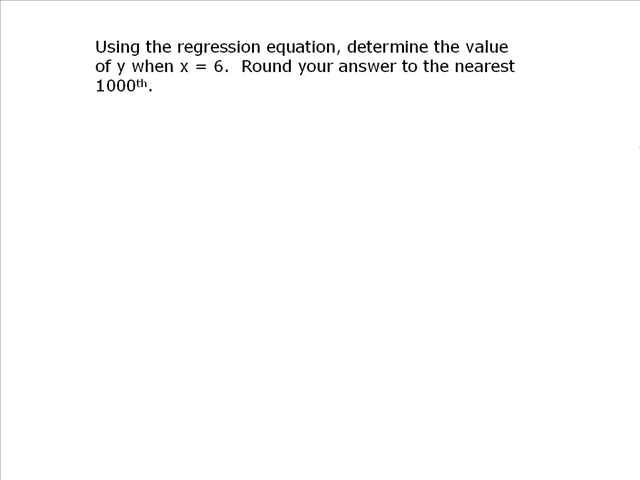 Using the regression equation, determine the value
of y when x = 6.  Round your answer to the nearest
1000th.